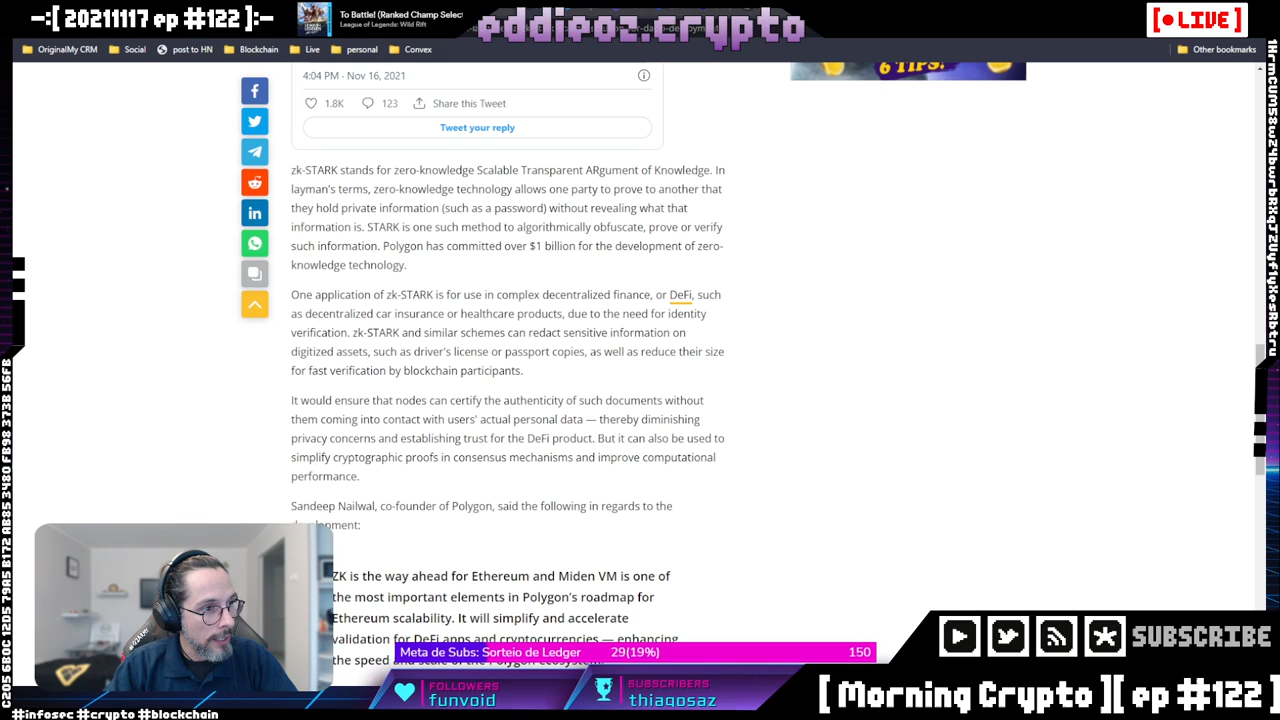 -:[ 20211117 ep #122 ]:-
To Battle! (Ranked Champ Selec
League of Legends: Wild Rift
eddieoz.crypto
[● LIVE]
OriginalMy CRM
Social
post to HN
Blockchain
Live
personal
Convex
Other bookmarks
4:04 PM · Nov 16, 2021
1.8K
123
Share this Tweet
Tweet your reply
6 TIPS!
zk-STARK stands for zero-knowledge Scalable Transparent ARgument of Knowledge. In
layman's terms, zero-knowledge technology allows one party to prove to another that
they hold private information (such as a password) without revealing what that
information is. STARK is one such method to algorithmically obfuscate, prove or verify
such information. Polygon has committed over $1 billion for the development of zero-
knowledge technology.
One application of zk-STARK is for use in complex decentralized finance, or DeFi, such
as decentralized car insurance or healthcare products, due to the need for identity
verification. zk-STARK and similar schemes can redact sensitive information on
digitized assets, such as driver's license or passport copies, as well as reduce their size
for fast verification by blockchain participants.
It would ensure that nodes can certify the authenticity of such documents without
them coming into contact with users' actual personal data — thereby diminishing
privacy concerns and establishing trust for the DeFi product. But it can also be used to
simplify cryptographic proofs in consensus mechanisms and improve computational
performance.
Sandeep Nailwal, co-founder of Polygon, said the following in regards to the
ZK is the way ahead for Ethereum and Miden VM is one of
the most important elements in Polygon's roadmap for
Ethereum scalability. It will simplify and accelerate
validation for DeFi apps and cryptocurrencies — enhancing
the speed and scale of the Polygon ecosystem.
Meta de Subs: Sorteio de Ledger
29(19%)
150
FOLLOWERS
funvoid
SUBSCRIBERS
thiagosaz
SUBSCRIBE
[ Morning Crypto ][ ep #122 ]
#infosec #crypto #blockchain